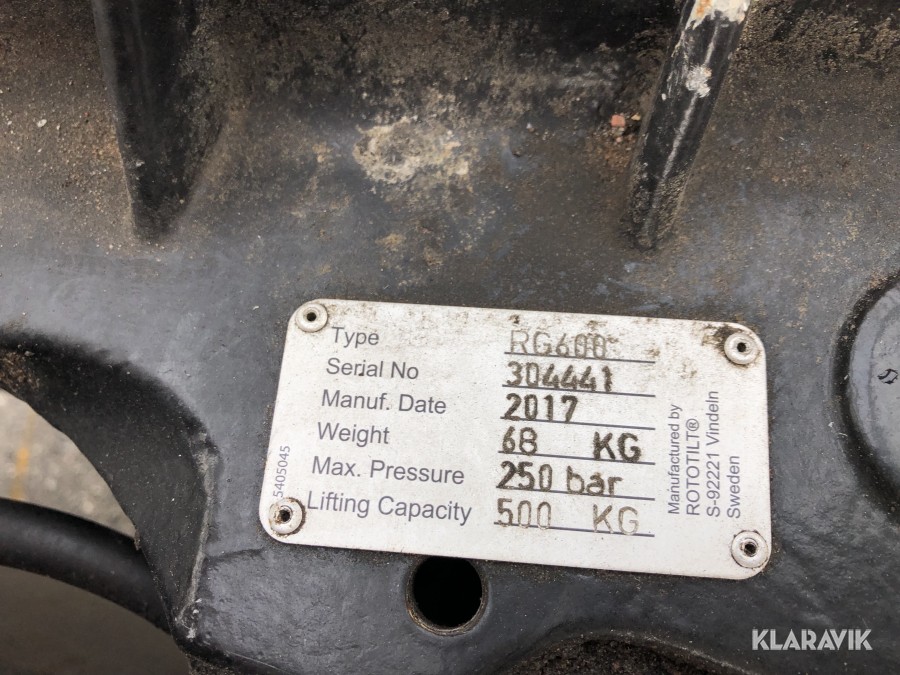 Type RG600
Serial No 304441
Manuf. Date 2017
Weight 68 KG
Max. Pressure 250 bar
Lifting Capacity 500 KG
5405045
Manufactured by
ROTOTILT®
S-92221 Vindeln
Sweden
KLARAVIK